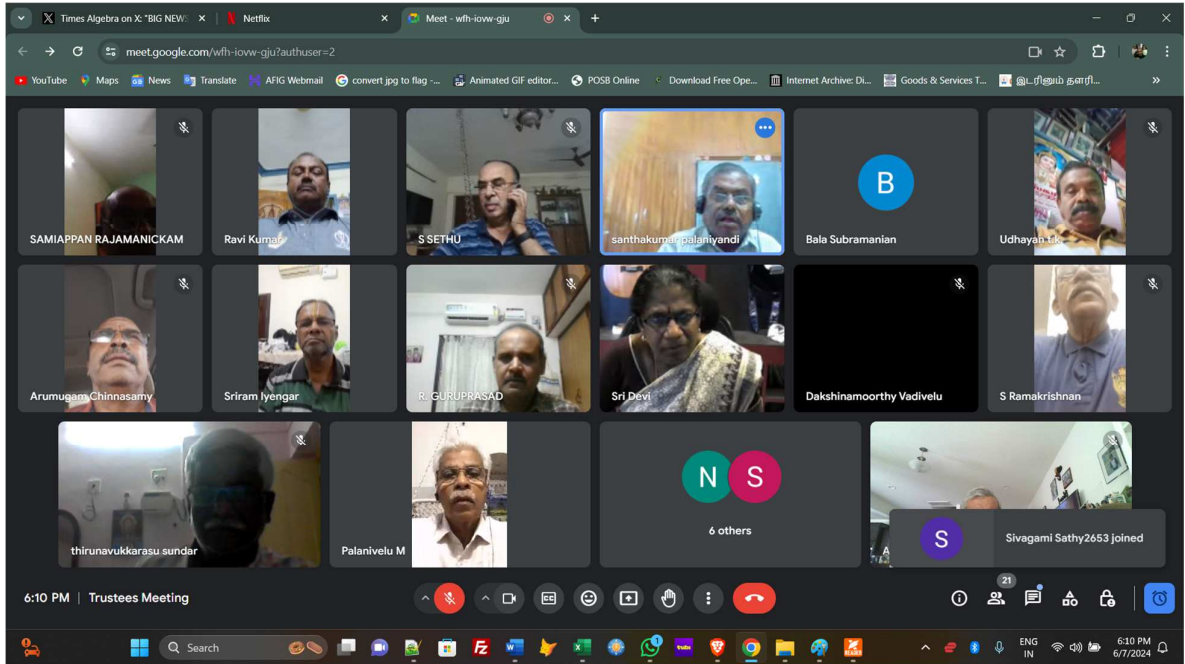 Times Algebra on X: "BIG NEWS
Netflix
Meet - wfh-iovw-gju
meet.google.com/wfh-iovw-gju?authuser=2
YouTube Maps News Translate AFIG Webmail convert jpg to flag -... Animated GIF editor... POSB Online Download Free Ope... Internet Archive: Di... Goods & Services T... இடரினும் தளரி...
SAMIAPPAN RAJAMANICKAM
Ravi Kumar
S SETHU
santhakumar palaniyandi
B
Bala Subramanian
Udhayan t.k
Arumugam Chinnasamy
Sriram Iyengar
R. GURUPRASAD
Sri Devi
Dakshinamoorthy Vadivelu
S Ramakrishnan
thirunavukkarasu sundar
Palanivelu M
N S
6 others
A
S
Sivagami Sathy2653 joined
6:10 PM | Trustees Meeting
21
Search
ENG
IN
6:10 PM
6/7/2024